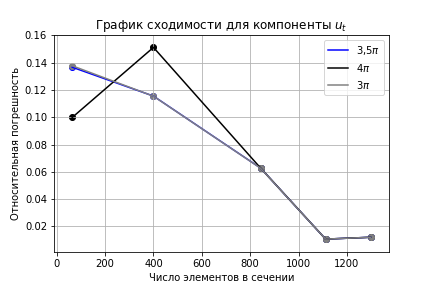 График сходимости для компоненты u_t
0.16
0.14
0.12
0.10
0.08
0.06
0.04
0.02
Относительная погрешность
3,5π
4π
3π
0 200 400 600 800 1000 1200
Число элементов в сечении